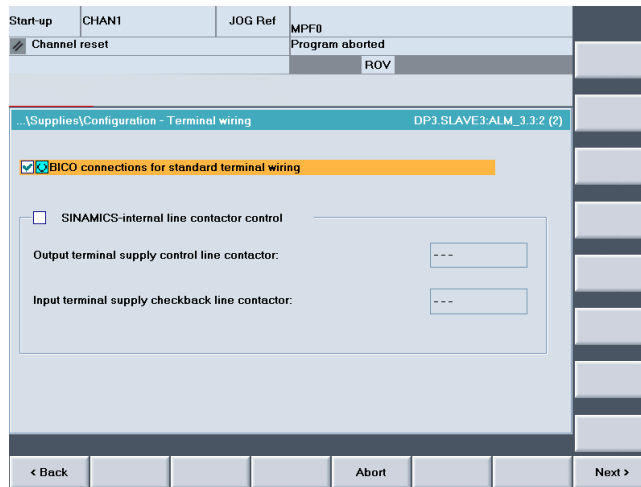 Start-up CHAN1 JOG Ref MPF0
Channel reset Program aborted
ROV
...\Supplies\Configuration - Terminal wiring DP3.SLAVE3:ALM_3.3:2 (2)
BICO connections for standard terminal wiring
SINAMICS-internal line contactor control
Output terminal supply control line contactor: ---
Input terminal supply checkback line contactor: ---
< Back Abort Next >